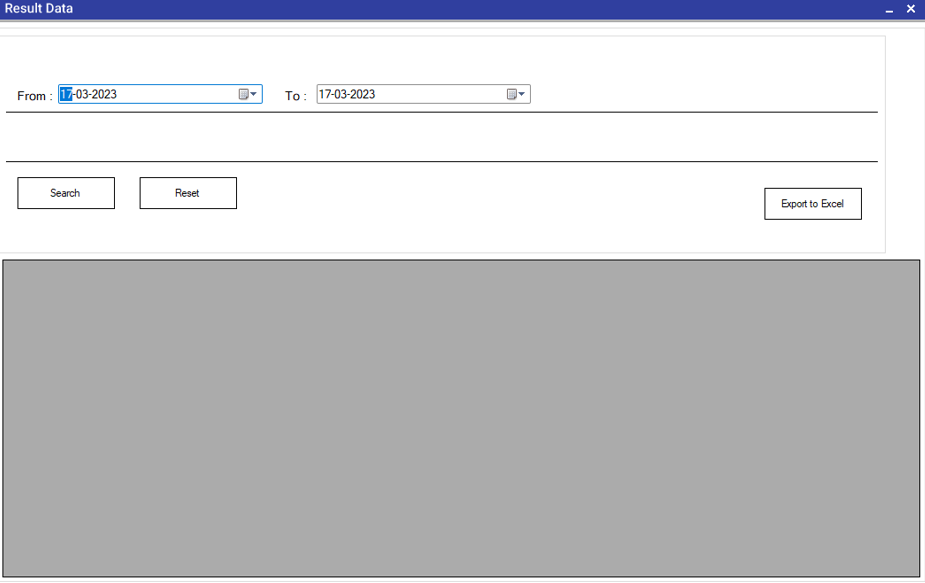 Result Data
From : 17-03-2023 To : 17-03-2023
Search Reset
Export to Excel